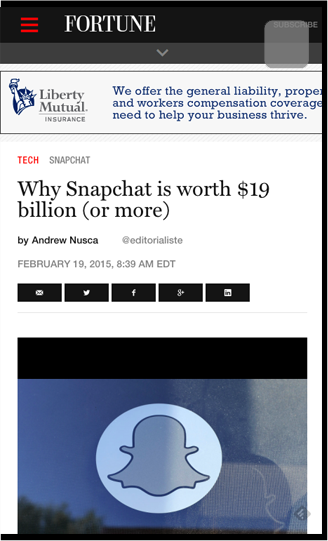 FORTUNE
SUBSCRIBE
Liberty
Mutual.
INSURANCE
We offer the general liability,
and workers compensation coverage
need to help your business thrive.
TECH SNAPCHAT
Why Snapchat is worth $19
billion (or more)
by Andrew Nusca @editorialiste
FEBRUARY 19, 2015, 8:39 AM EDT